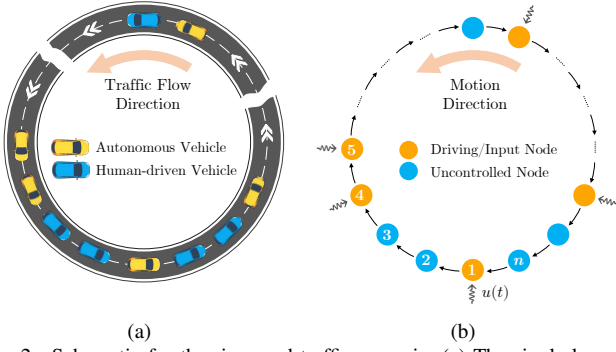 Traffic Flow
Direction
Autonomous Vehicle
Human-driven Vehicle
(a)
Motion
Direction
Driving/Input Node
Uncontrolled Node
5
4
3
2
1
n
u(t)
(b)